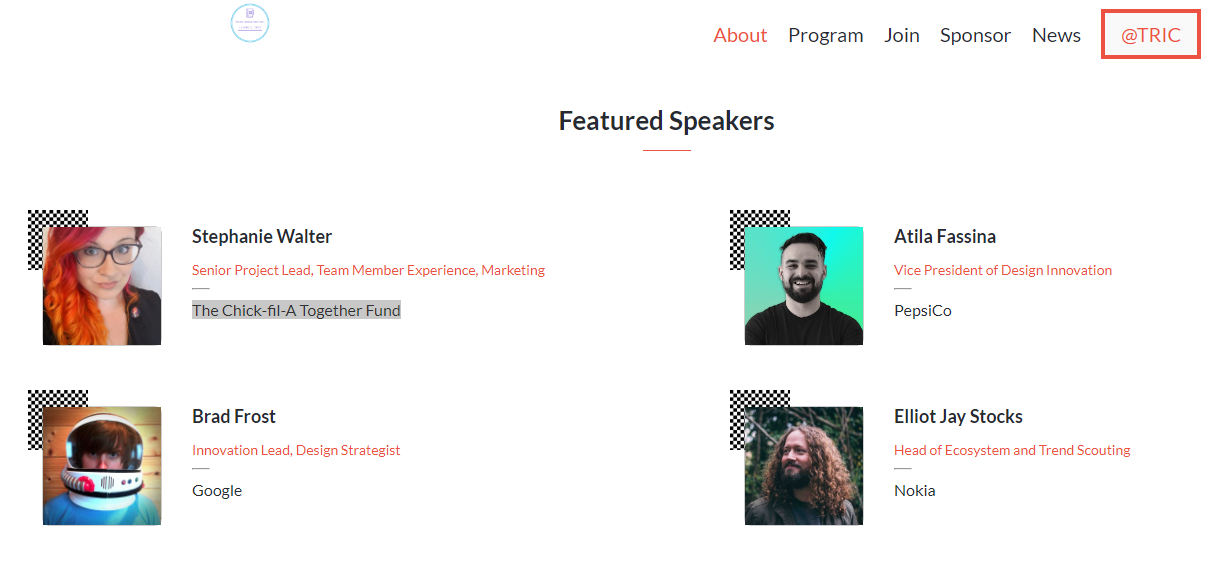 About
Program
Join
Sponsor
News
@TRIC
Featured Speakers
Stephanie Walter
Senior Project Lead, Team Member Experience, Marketing
The Chick-fil-A Together Fund
Atila Fassina
Vice President of Design Innovation
PepsiCo
Brad Frost
Innovation Lead, Design Strategist
Google
Elliot Jay Stocks
Head of Ecosystem and Trend Scouting
Nokia